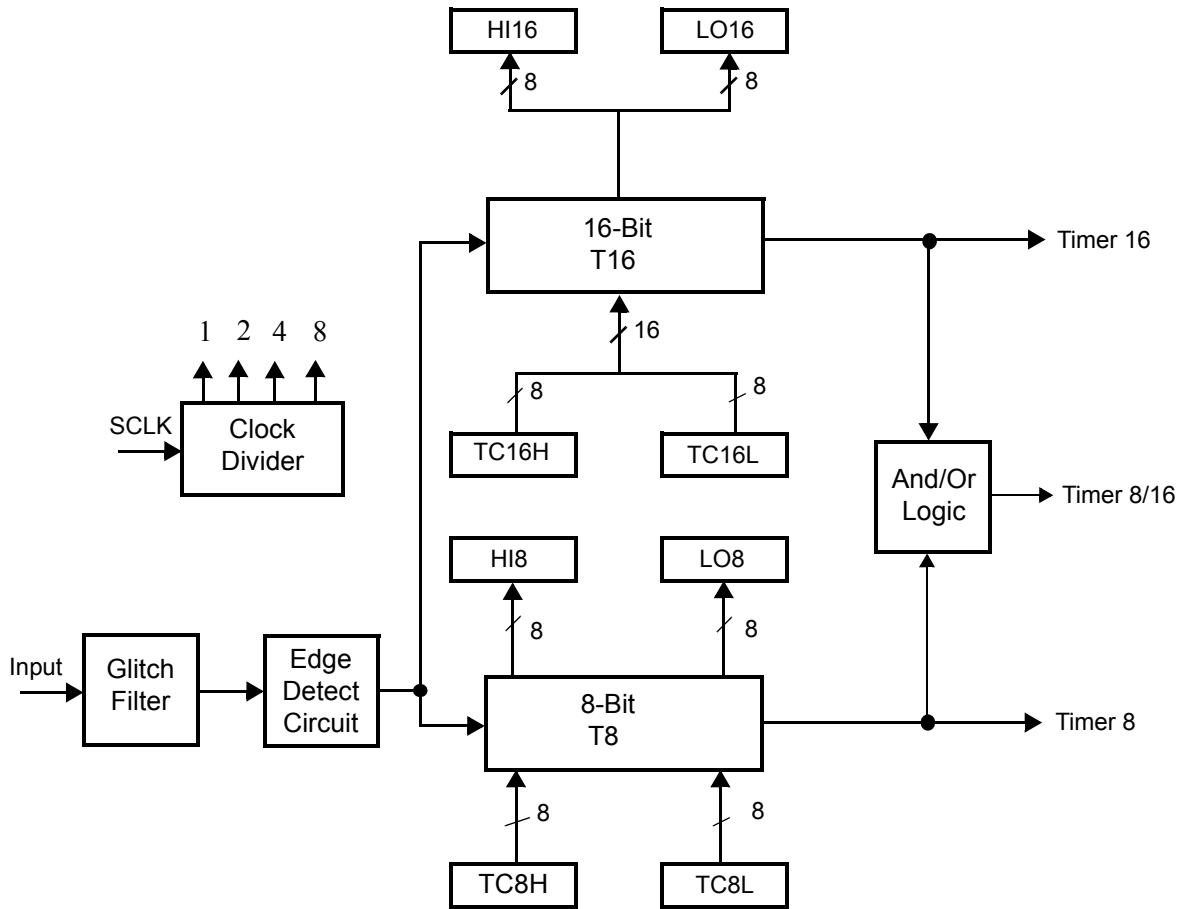 HI16
LO16
8
8
16-Bit
T16
Timer 16
16
1 2 4 8
SCLK
Clock
Divider
8
8
TC16H
TC16L
And/Or
Logic
Timer 8/16
HI8
LO8
8
8
Input
Glitch
Filter
Edge
Detect
Circuit
8-Bit
T8
Timer 8
8
8
TC8H
TC8L